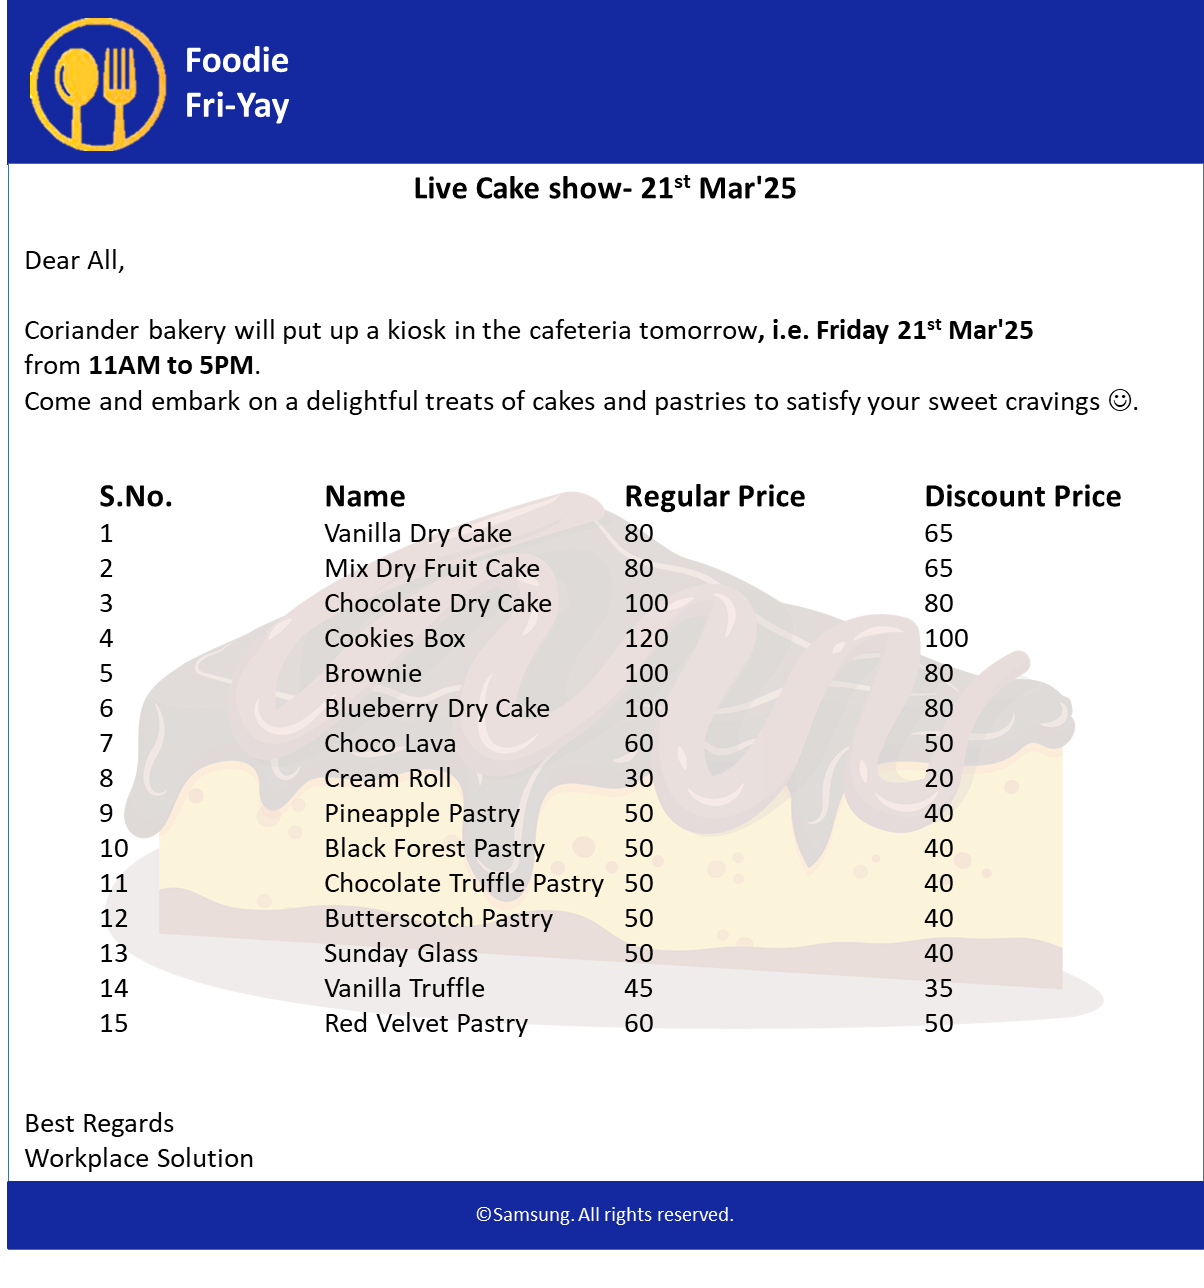 Foodie
Fri-Yay
Live Cake show- 21st Mar'25
Dear All,
Coriander bakery will put up a kiosk in the cafeteria tomorrow, i.e. Friday 21st Mar'25
from 11AM to 5PM.
Come and embark on a delightful treats of cakes and pastries to satisfy your sweet cravings ☺.
S.No. Name Regular Price Discount Price
1 Vanilla Dry Cake 80 65
2 Mix Dry Fruit Cake 80 65
3 Chocolate Dry Cake 100 80
4 Cookies Box 120 100
5 Brownie 100 80
6 Blueberry Dry Cake 100 80
7 Choco Lava 60 50
8 Cream Roll 30 20
9 Pineapple Pastry 50 40
10 Black Forest Pastry 50 40
11 Chocolate Truffle Pastry 50 40
12 Butterscotch Pastry 50 40
13 Sunday Glass 50 40
14 Vanilla Truffle 45 35
15 Red Velvet Pastry 60 50
Best Regards
Workplace Solution
©Samsung. All rights reserved.